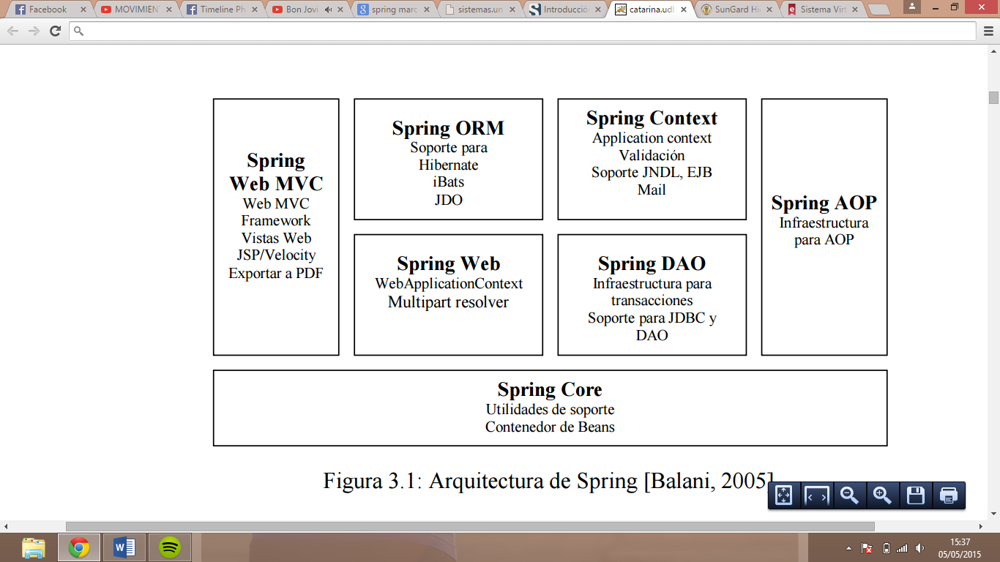 Facebook
MOVIMIEN
Timeline Ph
Bon Jovi
spring marc
sistemas.un
Introducció
catarina.udl
SunGard Hi
Sistema Virt
Spring
Web MVC
Web MVC
Framework
Vistas Web
JSP/Velocity
Exportar a PDF
Spring ORM
Soporte para
Hibernate
iBats
JDO
Spring Context
Application context
Validación
Soporte JNDL, EJB
Mail
Spring AOP
Infraestructura
para AOP
Spring Web
WebApplicationContext
Multipart resolver
Spring DAO
Infraestructura para
transacciones
Soporte para JDBC y
DAO
Spring Core
Utilidades de soporte
Contenedor de Beans
Figura 3.1: Arquitectura de Spring [Balani, 2005]
15:37
05/05/2015